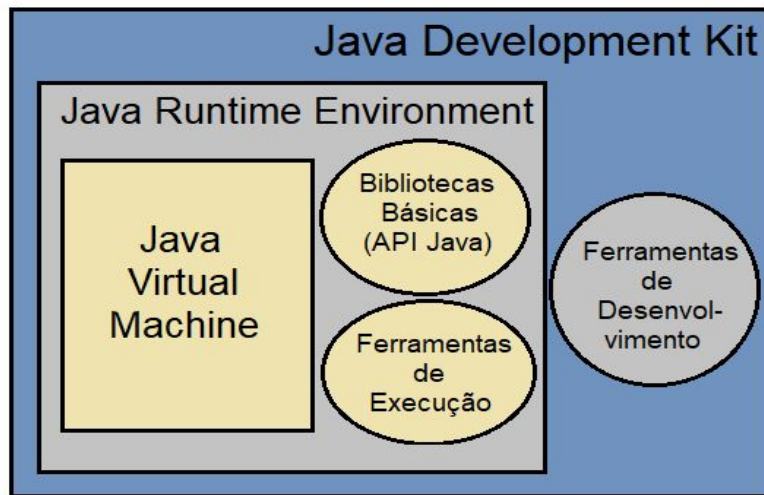 Java Development Kit
Java Runtime Environment
Java
Virtual
Machine
Bibliotecas
Básicas
(API Java)
Ferramentas
de
Execução
Ferramentas
de
Desenvol-
vimento